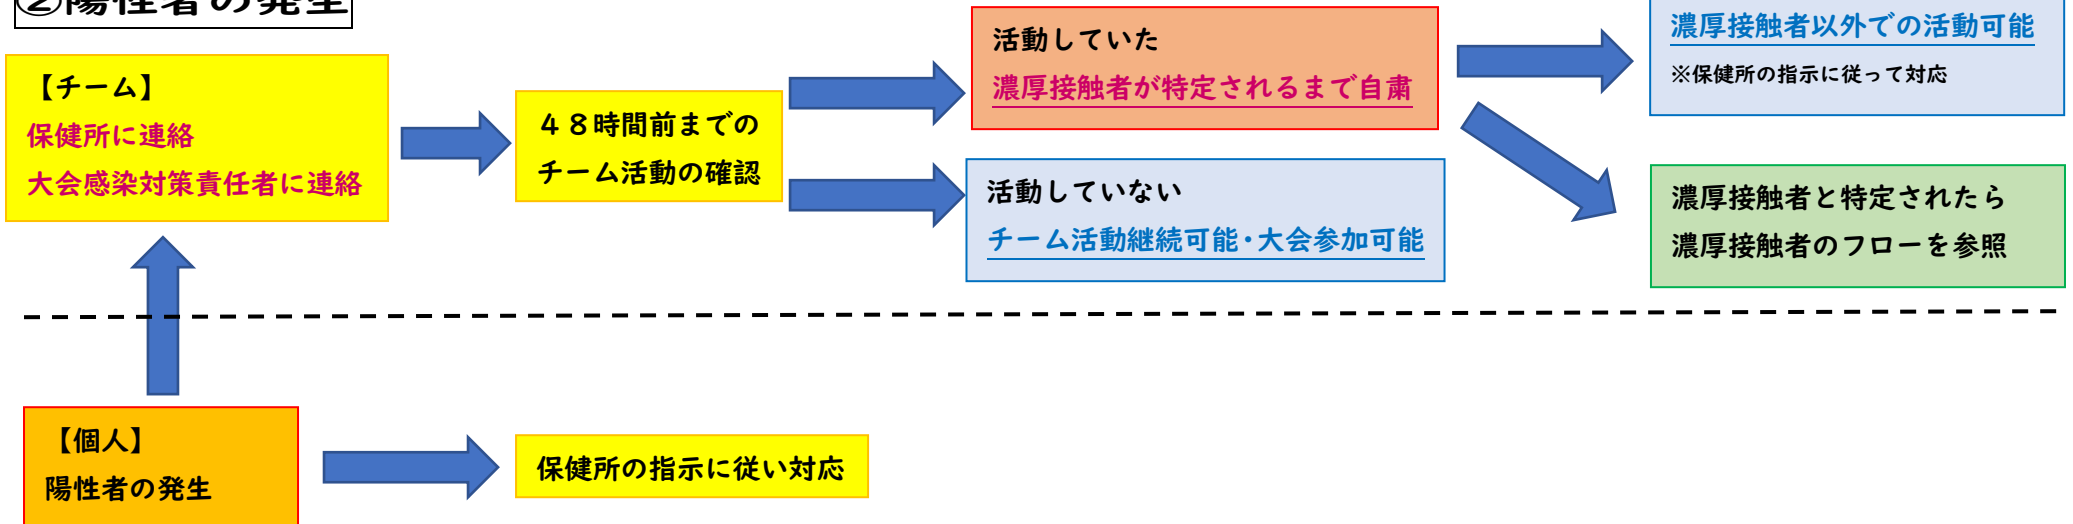 ②陽性者の発生
【チーム】
保健所に連絡
大会感染対策責任者に連絡
４８時間前までの
チーム活動の確認
活動していた
濃厚接触者が特定されるまで自粛
活動していない
チーム活動継続可能・大会参加可能
濃厚接触者以外での活動可能
※保健所の指示に従って対応
濃厚接触者と特定されたら
濃厚接触者のフローを参照
【個人】
陽性者の発生
保健所の指示に従い対応